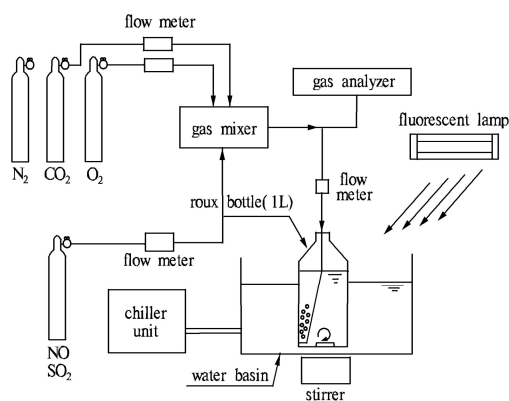 flow meter
gas analyzer
fluorescent lamp
gas mixer
N2 CO2 O2
flow
meter
roux bottle(1L)
flow meter
chiller
unit
NO
SO2
water basin
stirrer